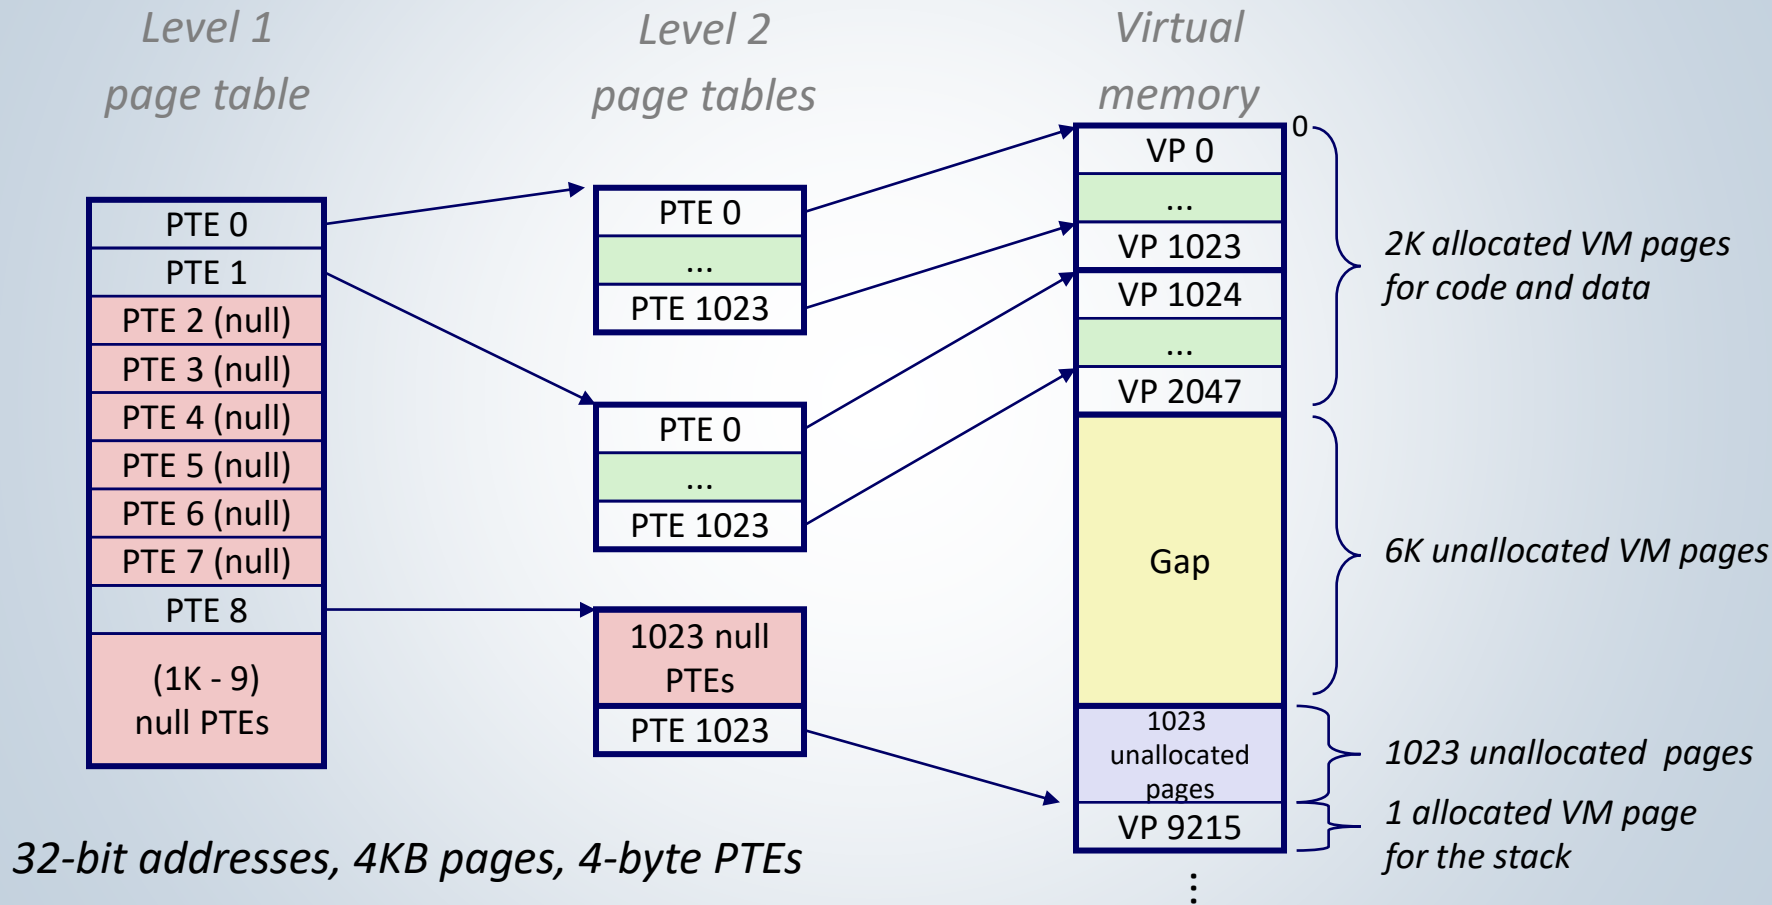 Level 1
page table
Level 2
page tables
Virtual
memory
PTE 0
PTE 1
PTE 2 (null)
PTE 3 (null)
PTE 4 (null)
PTE 5 (null)
PTE 6 (null)
PTE 7 (null)
PTE 8
(1K - 9)
null PTEs
PTE 0
...
PTE 1023
PTE 0
...
PTE 1023
1023 null
PTEs
PTE 1023
0
VP 0
...
VP 1023
VP 1024
...
VP 2047
Gap
1023
unallocated
pages
VP 9215
⋮
2K allocated VM pages
for code and data
6K unallocated VM pages
1023 unallocated  pages
1 allocated VM page
for the stack
32-bit addresses, 4KB pages, 4-byte PTEs